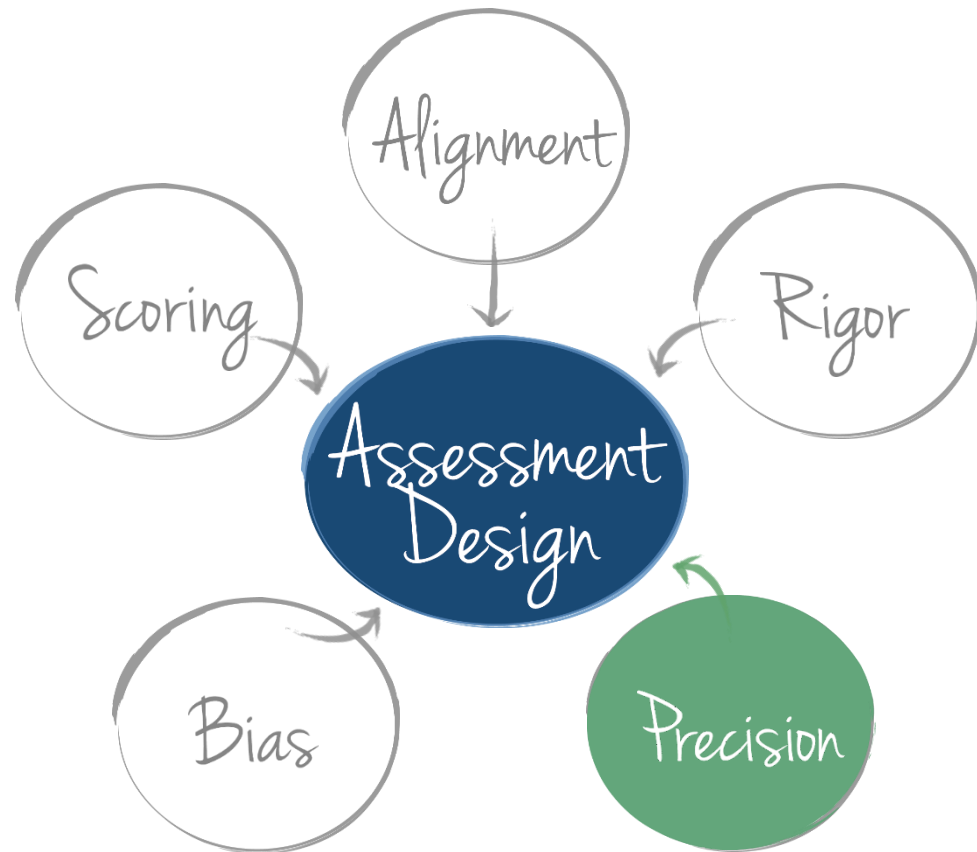 Alignment
Scoring
Rigor
Assessment
Design
Bias
Precision